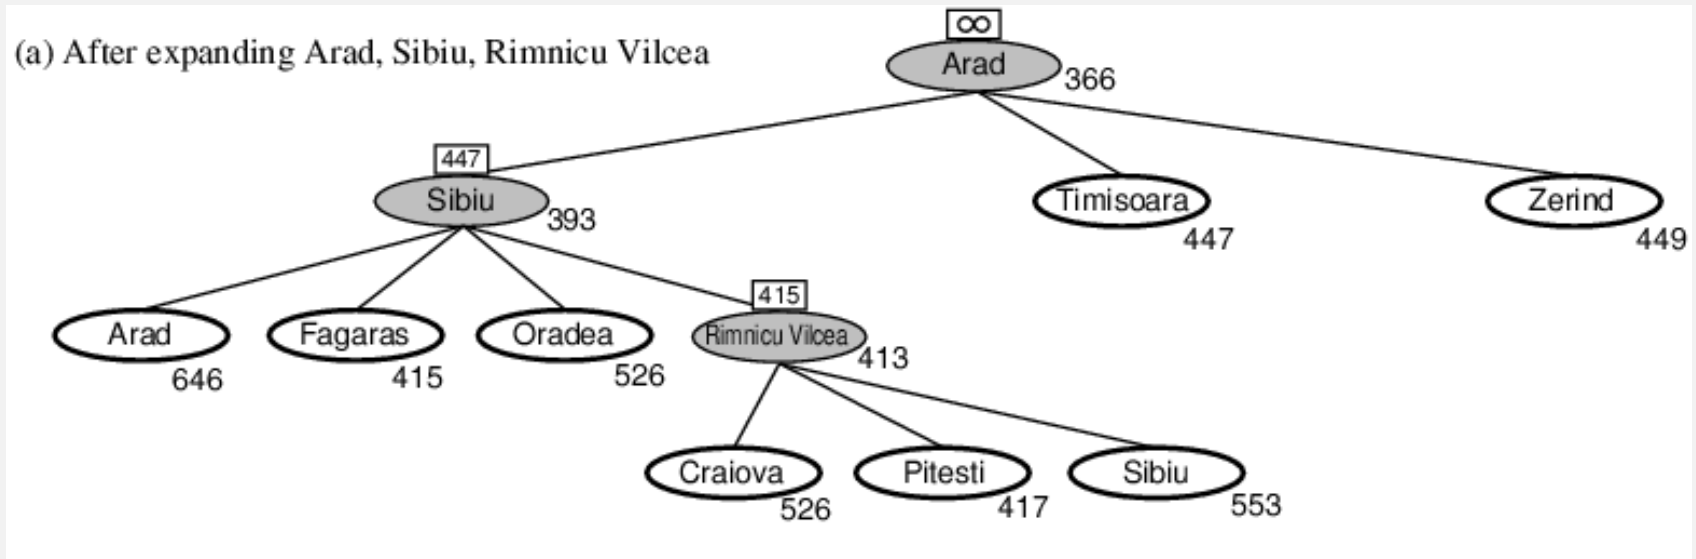 ∞
(a) After expanding Arad, Sibiu, Rimnicu Vilcea
Arad
366
447
Sibiu
393
Timisoara
447
Zerind
449
415
Arad
646
Fagaras
415
Oradea
526
Rimnicu Vilcea
413
Craiova
526
Pitesti
417
Sibiu
553